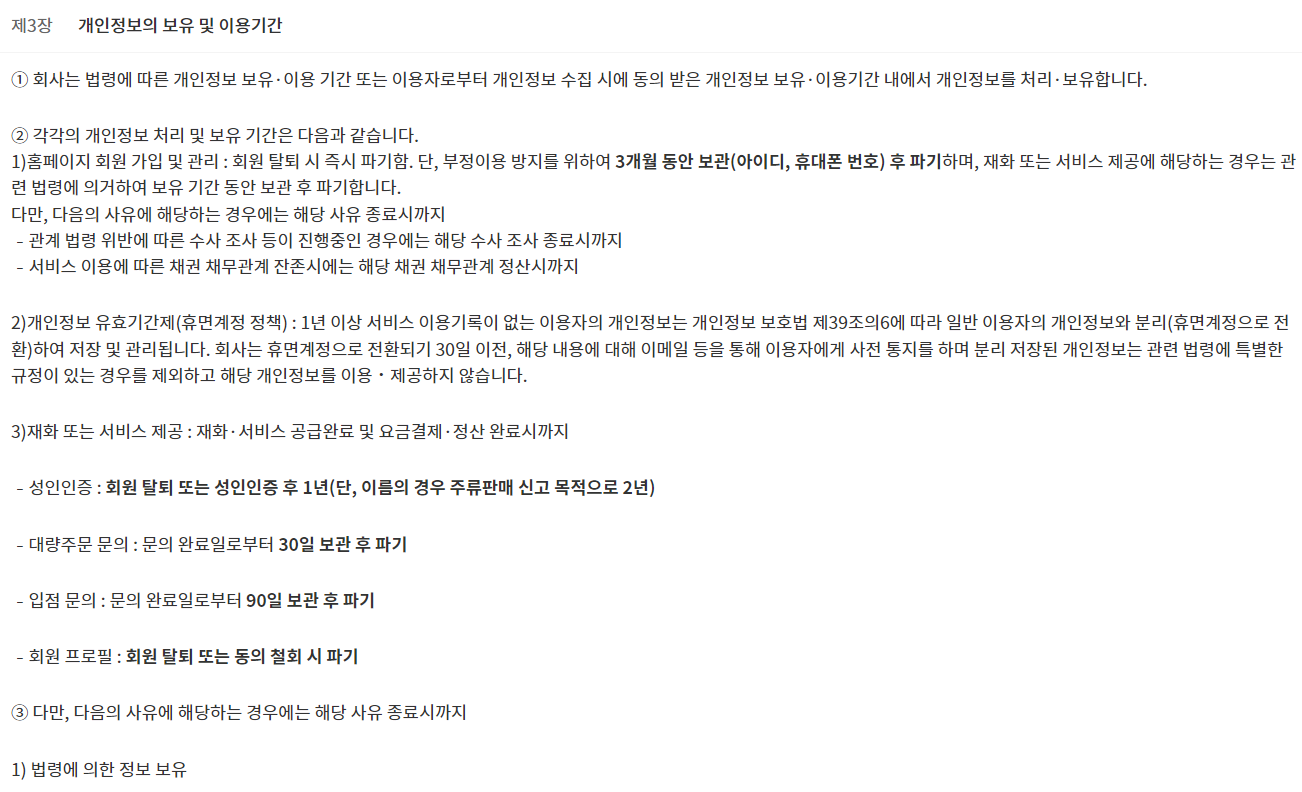 제3장 개인정보의 보유 및 이용기간
① 회사는 법령에 따른 개인정보 보유·이용 기간 또는 이용자로부터 개인정보 수집 시에 동의 받은 개인정보 보유·이용기간 내에서 개인정보를 처리·보유합니다.
② 각각의 개인정보 처리 및 보유 기간은 다음과 같습니다.
1)홈페이지 회원 가입 및 관리 : 회원 탈퇴 시 즉시 파기함. 단, 부정이용 방지를 위하여 3개월 동안 보관(아이디, 휴대폰 번호) 후 파기하며, 재화 또는 서비스 제공에 해당하는 경우는 관
련 법령에 의거하여 보유 기간 동안 보관 후 파기합니다.
다만, 다음의 사유에 해당하는 경우에는 해당 사유 종료시까지
- 관계 법령 위반에 따른 수사 조사 등이 진행중인 경우에는 해당 수사 조사 종료시까지
- 서비스 이용에 따른 채권 채무관계 잔존시에는 해당 채권 채무관계 정산시까지
2)개인정보 유효기간제(휴면계정 정책) : 1년 이상 서비스 이용기록이 없는 이용자의 개인정보는 개인정보 보호법 제39조의6에 따라 일반 이용자의 개인정보와 분리(휴면계정으로 전
환)하여 저장 및 관리됩니다. 회사는 휴면계정으로 전환되기 30일 이전, 해당 내용에 대해 이메일 등을 통해 이용자에게 사전 통지를 하며 분리 저장된 개인정보는 관련 법령에 특별한
규정이 있는 경우를 제외하고 해당 개인정보를 이용・제공하지 않습니다.
3)재화 또는 서비스 제공 : 재화·서비스 공급완료 및 요금결제·정산 완료시까지
- 성인인증 : 회원 탈퇴 또는 성인인증 후 1년(단, 이름의 경우 주류판매 신고 목적으로 2년)
- 대량주문 문의 : 문의 완료일로부터 30일 보관 후 파기
- 입점 문의 : 문의 완료일로부터 90일 보관 후 파기
- 회원 프로필 : 회원 탈퇴 또는 동의 철회 시 파기
③ 다만, 다음의 사유에 해당하는 경우에는 해당 사유 종료시까지
1) 법령에 의한 정보 보유